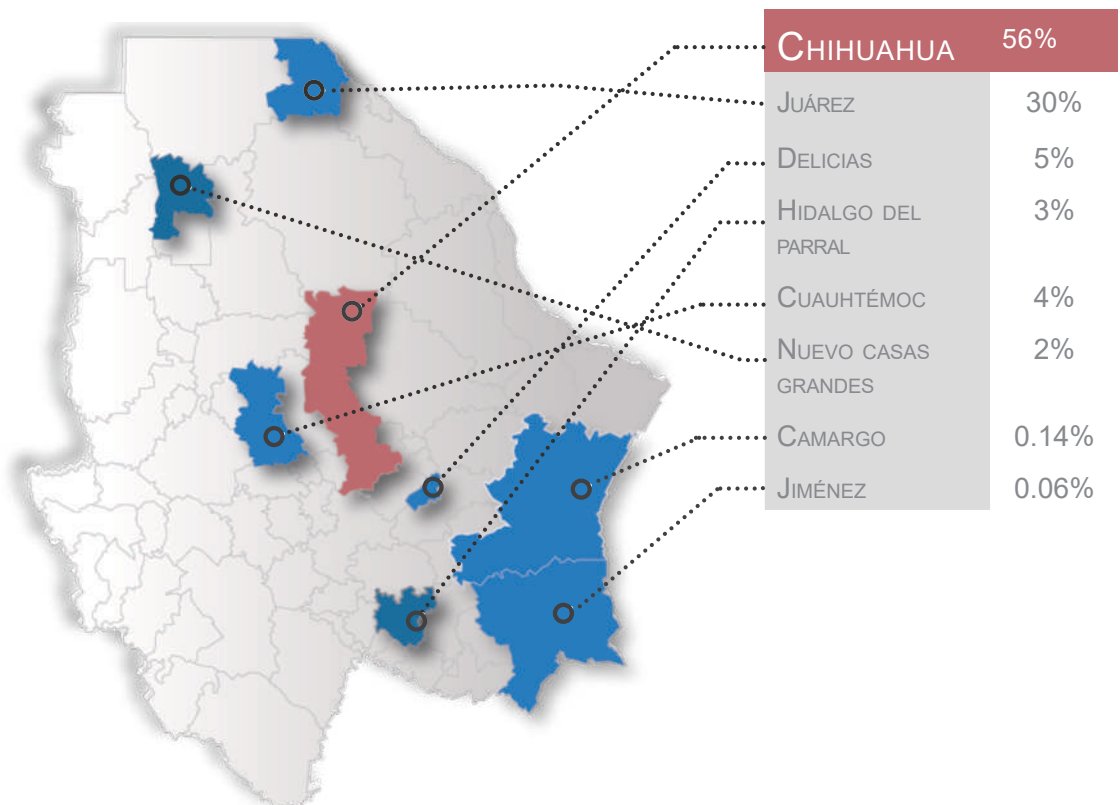 CHIHUAHUA 56%
JUÁREZ 30%
DELICIAS 5%
HIDALGO DEL 3%
PARRAL
CUAUHTÉMOC 4%
NUEVO CASAS 2%
GRANDES
CAMARGO 0.14%
JIMÉNEZ 0.06%